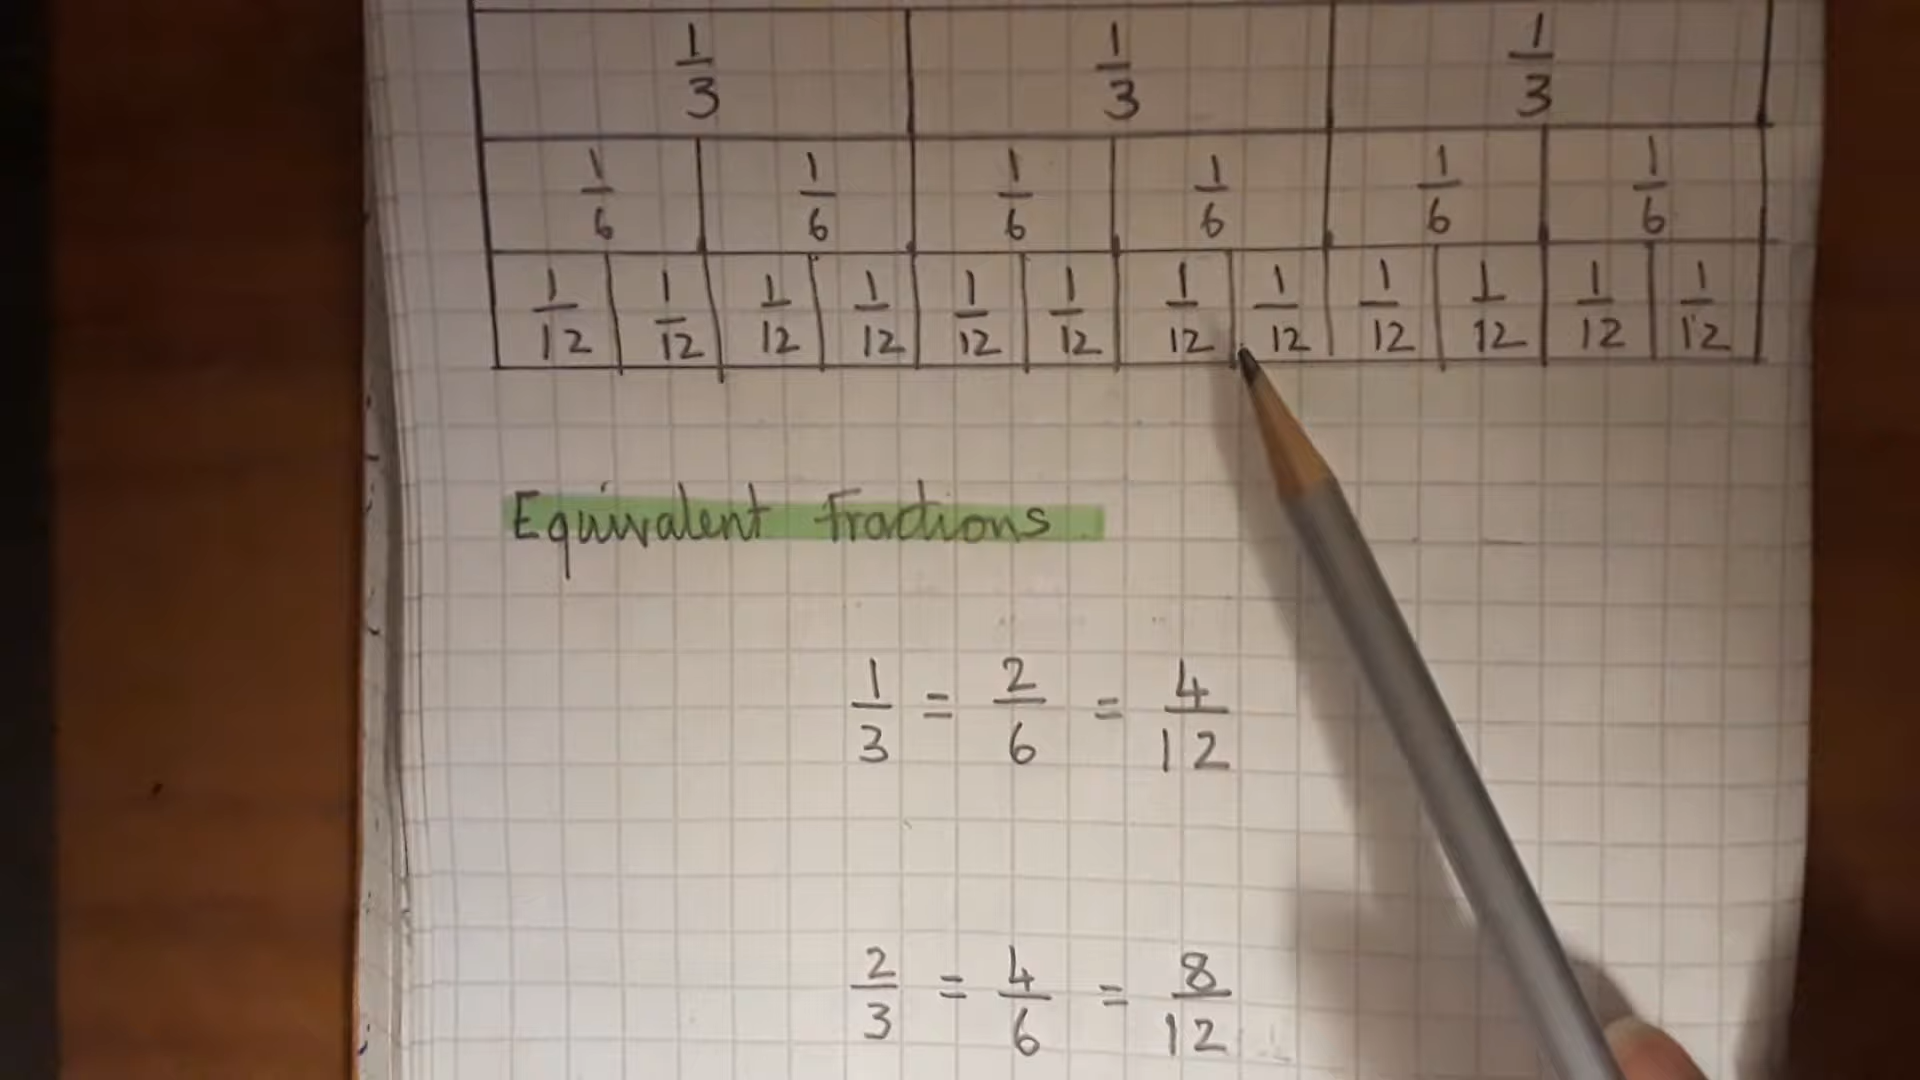 1/3 1/3 1/3
1/6 1/6 1/6 1/6 1/6 1/6
1/12 1/12 1/12 1/12 1/12 1/12 1/12 1/12 1/12 1/12 1/12 1/12
Equivalent Fractions
1/3 = 2/6 = 4/12
2/3 = 4/6 = 8/12